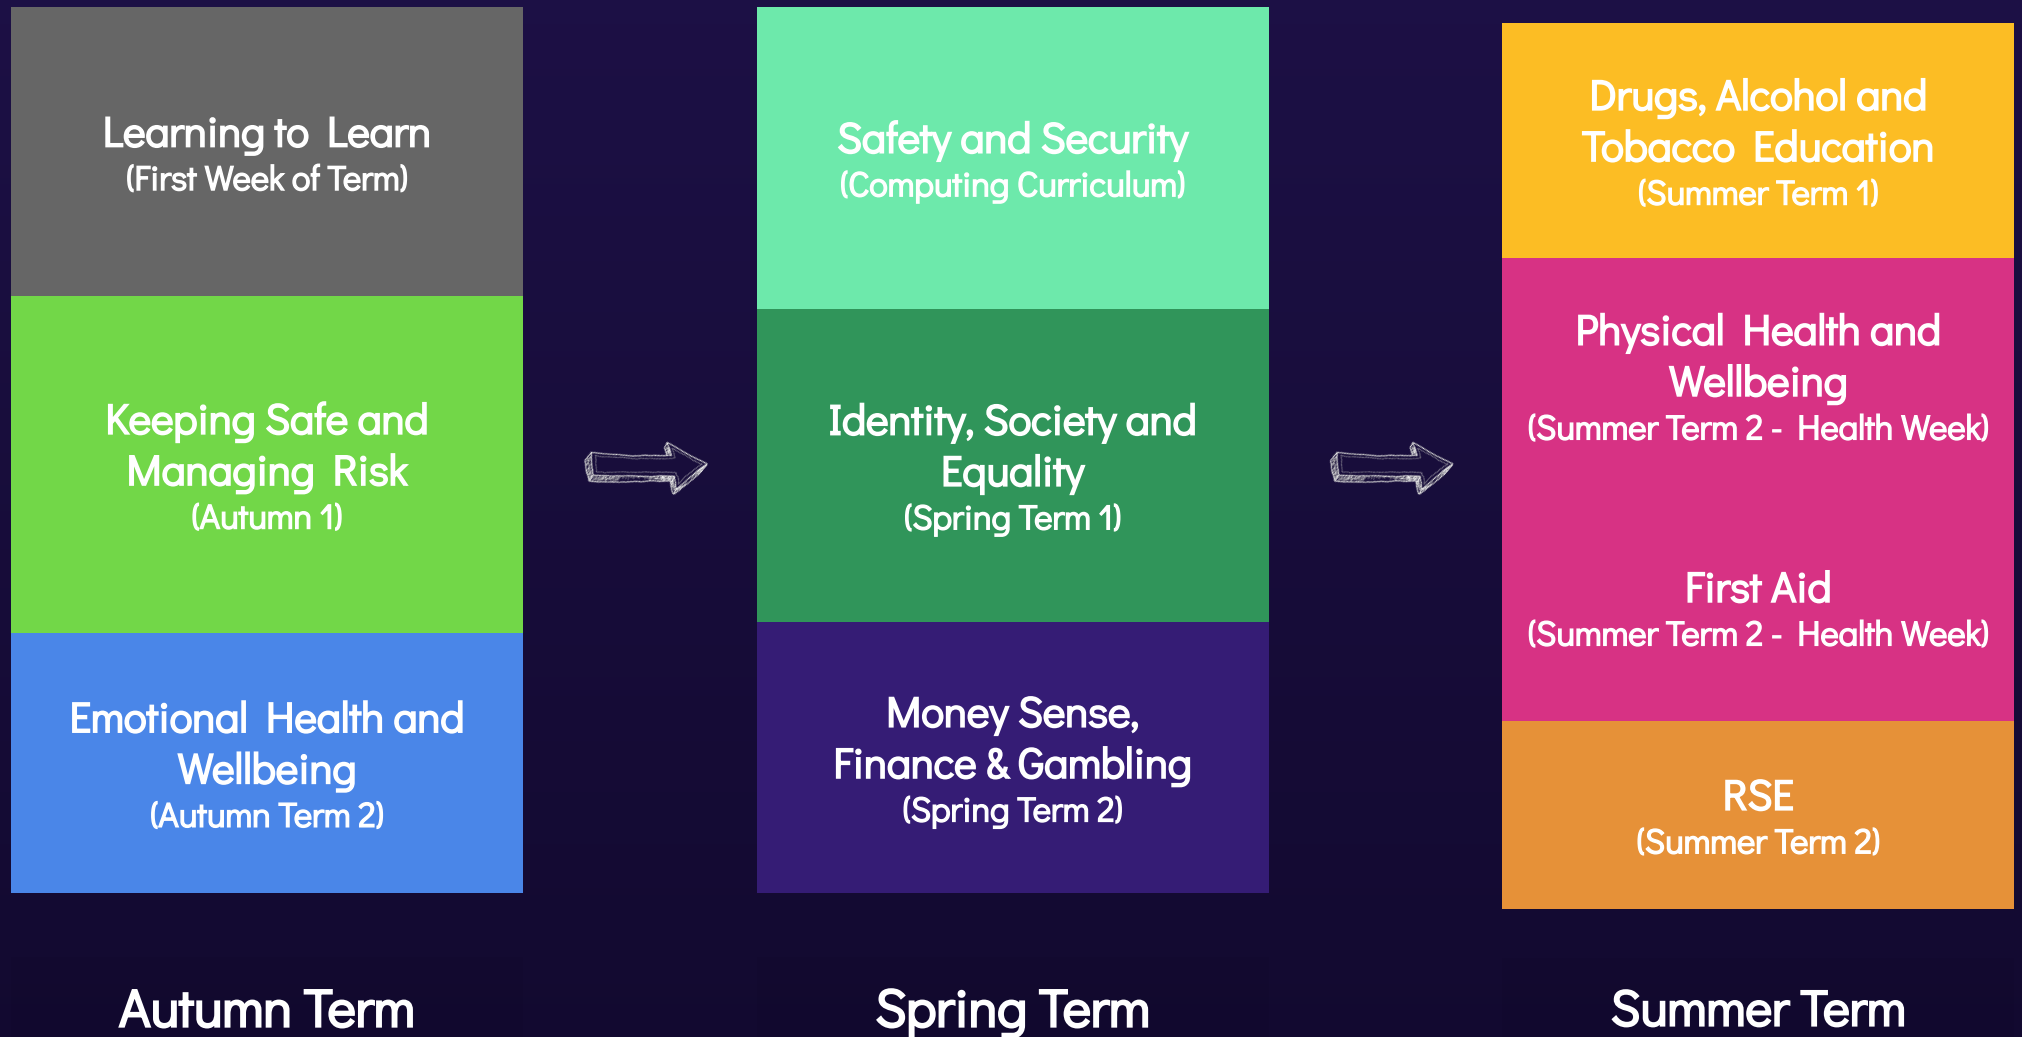 Learning to Learn
(First Week of Term)
Keeping Safe and
Managing Risk
(Autumn 1)
Emotional Health and
Wellbeing
(Autumn Term 2)
Autumn Term
Safety and Security
(Computing Curriculum)
Identity, Society and
Equality
(Spring Term 1)
Money Sense,
Finance & Gambling
(Spring Term 2)
Spring Term
Drugs, Alcohol and
Tobacco Education
(Summer Term 1)
Physical Health and
Wellbeing
(Summer Term 2 - Health Week)
First Aid
(Summer Term 2 - Health Week)
RSE
(Summer Term 2)
Summer Term